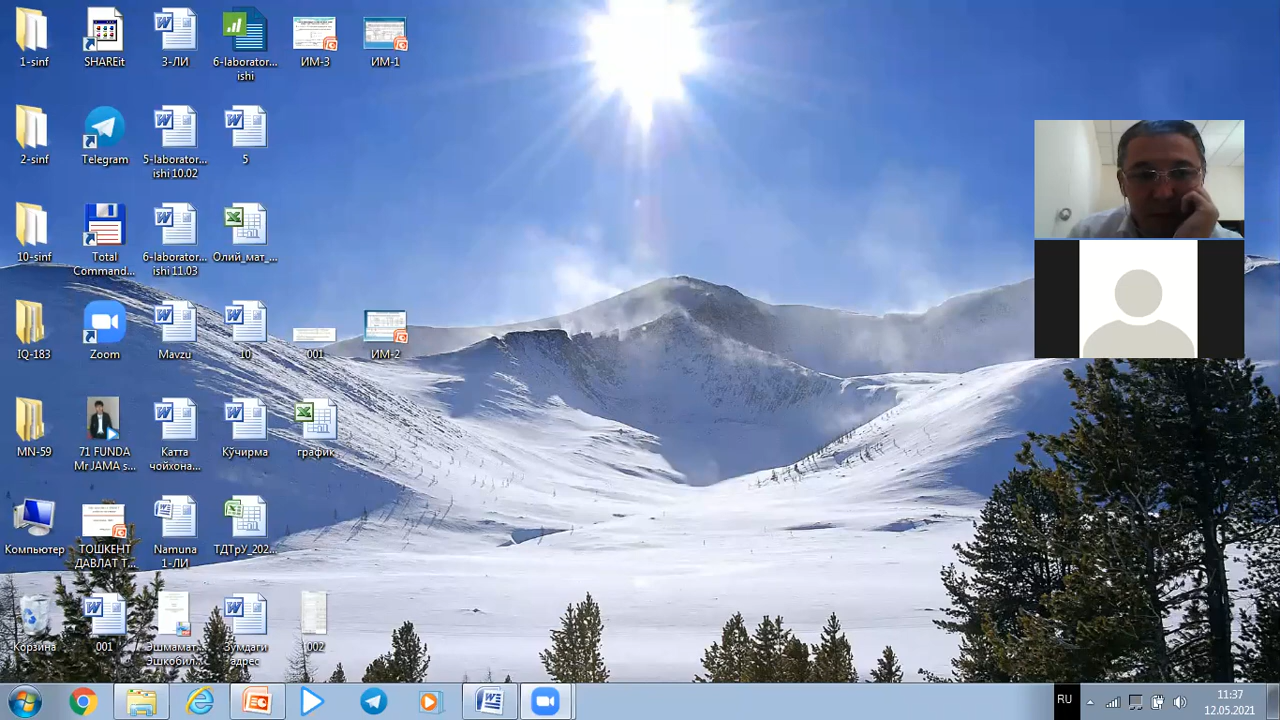 1-sinf
SHAREit
3-ЛИ
6-laborator...
ishi
ИМ-3
ИМ-1
2-sinf
Telegram
5-laborator...
ishi 10.02
5
10-sinf
Total
Command...
6-laborator...
ishi 11.03
Олий_мат_...
IQ-183
Zoom
Mavzu
10
001
ИМ-2
MN-59
71 FUNDA
Mr JAMA s...
Катта
чойхона...
Кўчирма
график
Компьютер
ТОШКЕНТ
ДАВЛАТ Т...
Namuna
1-ЛИ
ТДТрУ_202...
Корзина
001
Эшмамат...
Эшкобил...
Зумдаги
адрес
002
RU
11:37
12.05.2021